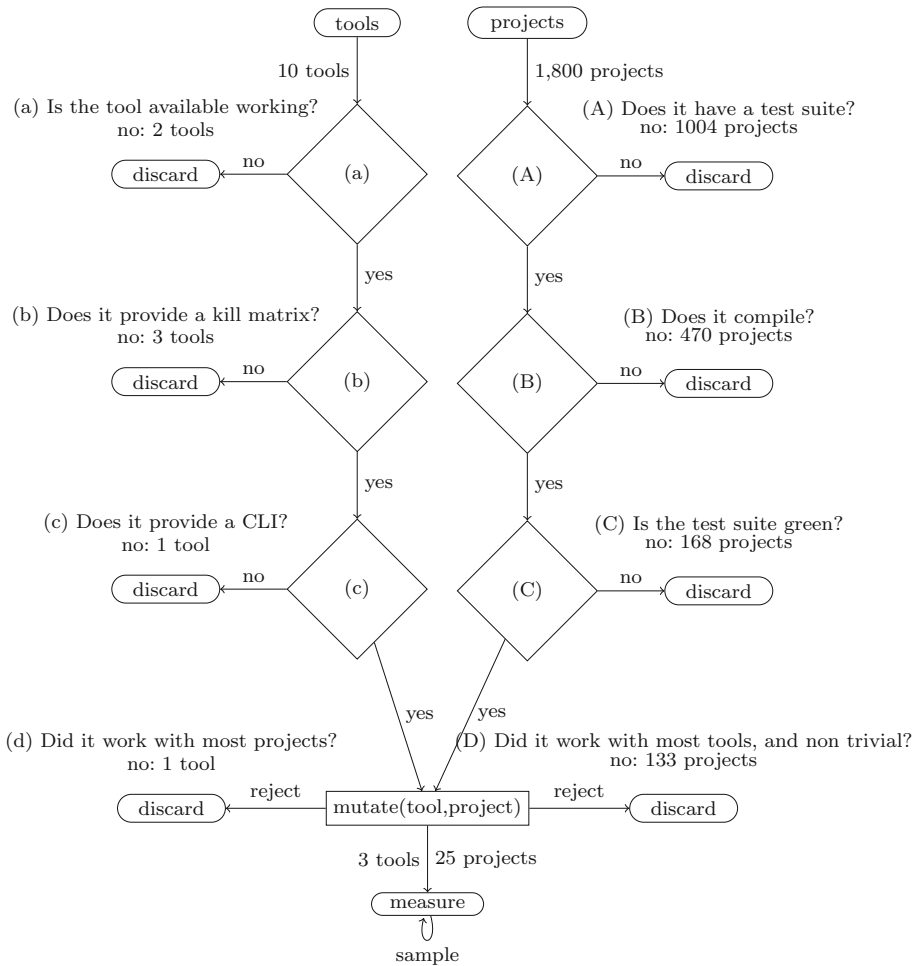 tools
projects
10 tools
1,800 projects
(a) Is the tool available working?
no: 2 tools
(A) Does it have a test suite?
no: 1004 projects
discard
no
(a)
(A)
no
discard
yes
yes
(b) Does it provide a kill matrix?
no: 3 tools
(B) Does it compile?
no: 470 projects
discard
no
(b)
(B)
no
discard
yes
yes
(c) Does it provide a CLI?
no: 1 tool
(C) Is the test suite green?
no: 168 projects
discard
no
(c)
(C)
no
discard
yes
yes
(d) Did it work with most projects?
no: 1 tool
(D) Did it work with most tools, and non trivial?
no: 133 projects
discard
reject
mutate(tool,project)
reject
discard
3 tools
25 projects
measure
sample